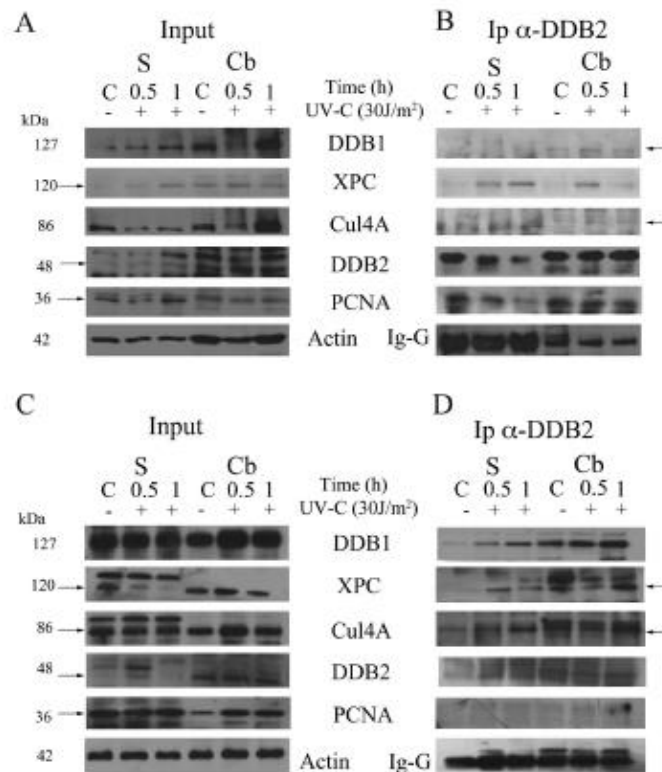 A Input B Ip α-DDB2
S Cb S Cb
C 0.5 1 C 0.5 1 Time (h) C 0.5 1 C 0.5 1
- + + - + + UV-C (30J/m²) - + + - + +
kDa
127 DDB1
120 XPC
86 Cul4A
48 DDB2
36 PCNA
42 Actin Ig-G
C Input D Ip α-DDB2
S Cb S Cb
C 0.5 1 C 0.5 1 Time (h) C 0.5 1 C 0.5 1
- + + - + + UV-C (30J/m²) - + + - + +
kDa
127 DDB1
120 XPC
86 Cul4A
48 DDB2
36 PCNA
42 Actin Ig-G